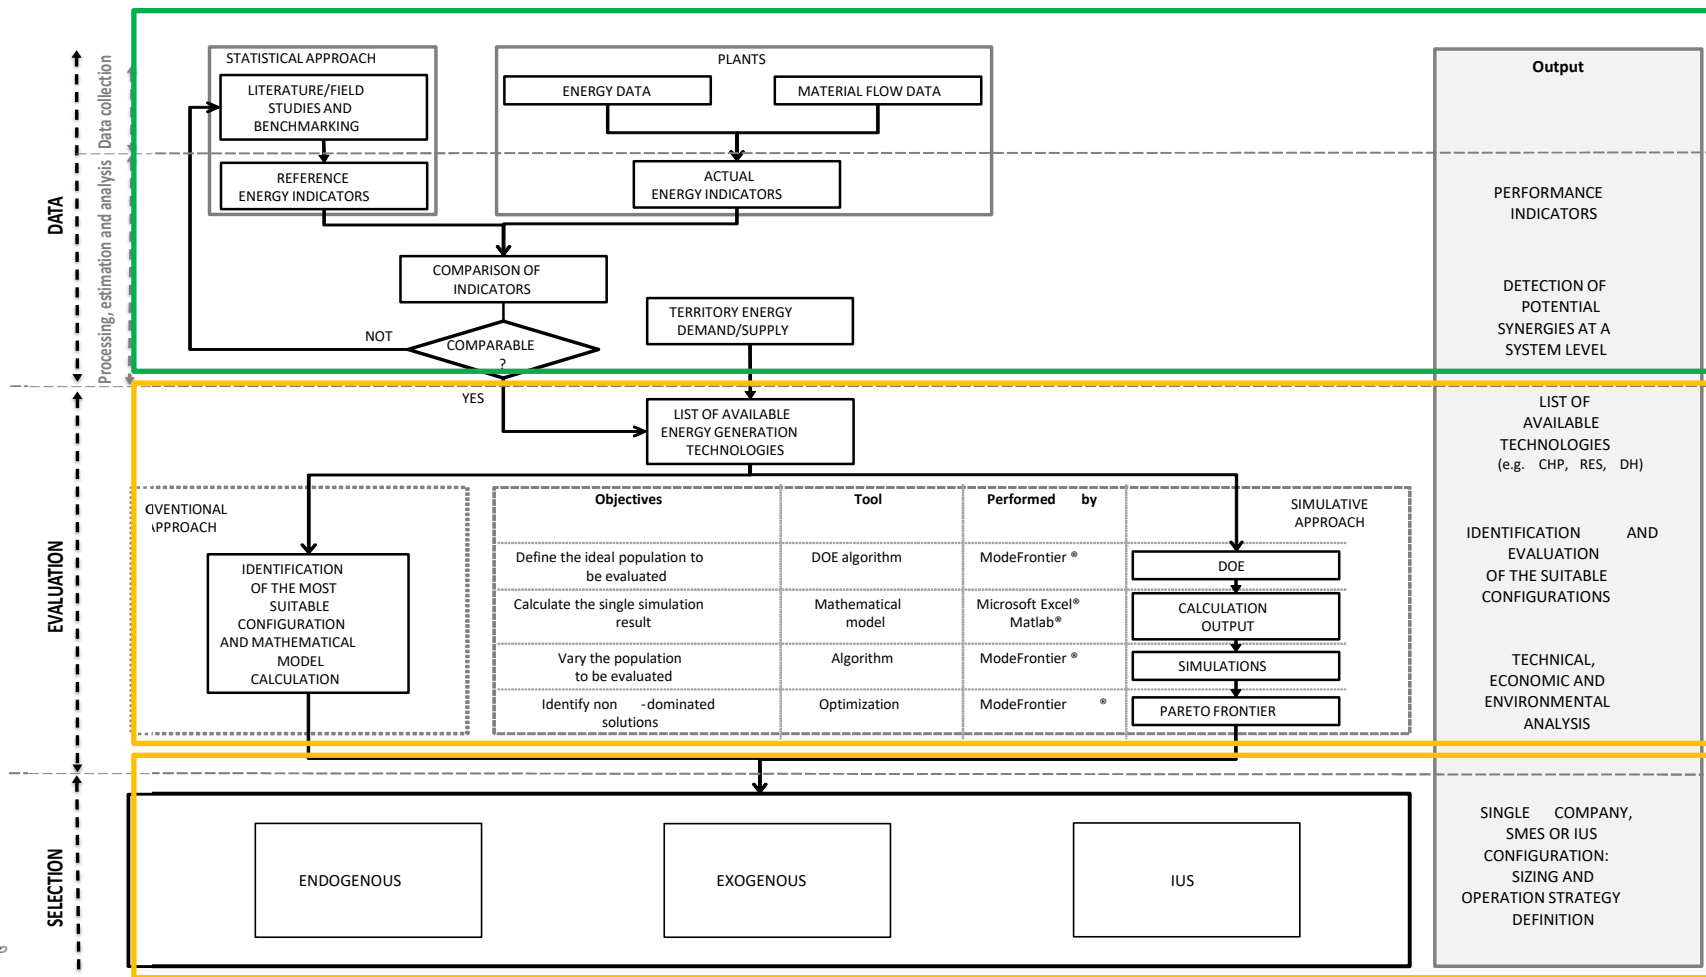 STATISTICAL APPROACH
LITERATURE/FIELD
STUDIES AND
BENCHMARKING
REFERENCE
ENERGY INDICATORS
PLANTS
ENERGY DATA
MATERIAL FLOW DATA
ACTUAL
ENERGY INDICATORS
COMPARISON OF
INDICATORS
NOT
COMPARABLE
?
YES
TERRITORY ENERGY
DEMAND/SUPPLY
LIST OF AVAILABLE
ENERGY GENERATION
TECHNOLOGIES
DATA
Data collection
Processing, estimation and analysis
EVALUATION
SELECTION
APPROACH
IDENTIFICATION
OF THE MOST
SUITABLE
CONFIGURATION
AND MATHEMATICAL
MODEL
CALCULATION
Objectives Tool Performed by
SIMULATIVE
APPROACH
Define the ideal population to
be evaluated
DOE algorithm
ModeFrontier ®
DOE
Calculate the single simulation
result
Mathematical
model
Microsoft Excel®
Matlab®
CALCULATION
OUTPUT
Vary the population
to be evaluated
Algorithm
ModeFrontier ®
SIMULATIONS
Identify non -dominated
solutions
Optimization
ModeFrontier ®
PARETO FRONTIER
ENDOGENOUS
EXOGENOUS
IUS
Output
PERFORMANCE
INDICATORS
DETECTION OF
POTENTIAL
SYNERGIES AT A
SYSTEM LEVEL
LIST OF
AVAILABLE
TECHNOLOGIES
(e.g. CHP, RES, DH)
IDENTIFICATION AND
EVALUATION
OF THE SUITABLE
CONFIGURATIONS
TECHNICAL,
ECONOMIC AND
ENVIRONMENTAL
ANALYSIS
SINGLE COMPANY,
SMES OR IUS
CONFIGURATION:
SIZING AND
OPERATION STRATEGY
DEFINITION